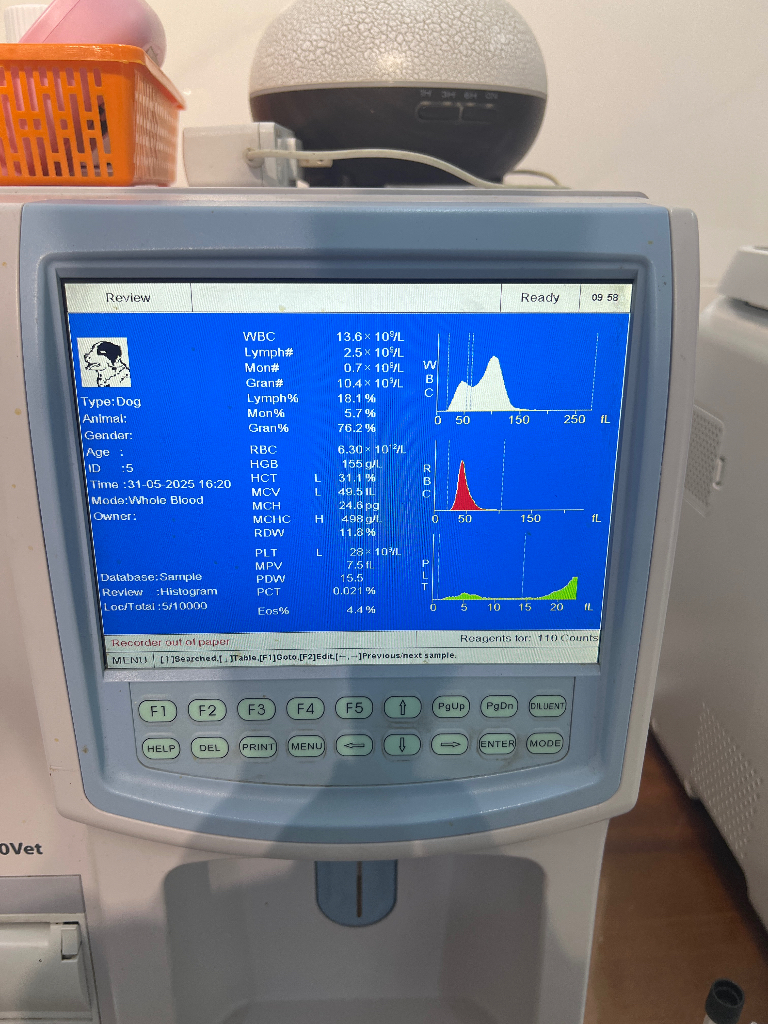 Review Ready 09 58
WBC 13.6 × 10⁹/L
Lymph# 2.5 × 10⁹/L
Mon# 0.7 × 10⁹/L
Gran# 10.4 × 10⁹/L
Lymph% 18.1 %
Mon% 5.7 %
Gran% 76.2 %
RBC 6.30 × 10¹²/L
HGB 155 g/L
HCT L 31.1 %
MCV L 49.5 fL
MCH 24.6 pg
MCHC H 498 g/L
RDW 11.8 %
PLT L 28 × 10⁹/L
MPV 7.5 fL
PDW 15.5
PCT 0.021 %
Eos% 4.4 %
Type:Dog
Animal:
Gender:
Age :
ID :5
Time :31-05-2025 16:20
Mode:Whole Blood
Owner:
Database:Sample
Review :Histogram
Loc/Total :5/10000
WBC
0 50 150 250 fL
RBC
0 50 150 fL
PLT
0 5 10 15 20 fL
Recorder out of paper Reagents for: 110 Counts
MENU [↑]Searched,[↓]Table,[F1]Goto,[F2]Edit,[←,→]Previous/next sample.
F1 F2 F3 F4 F5 ⇧ PgUp PgDn DILUENT
HELP DEL PRINT MENU ⇦ ⇩ ⇨ ENTER MODE
0Vet